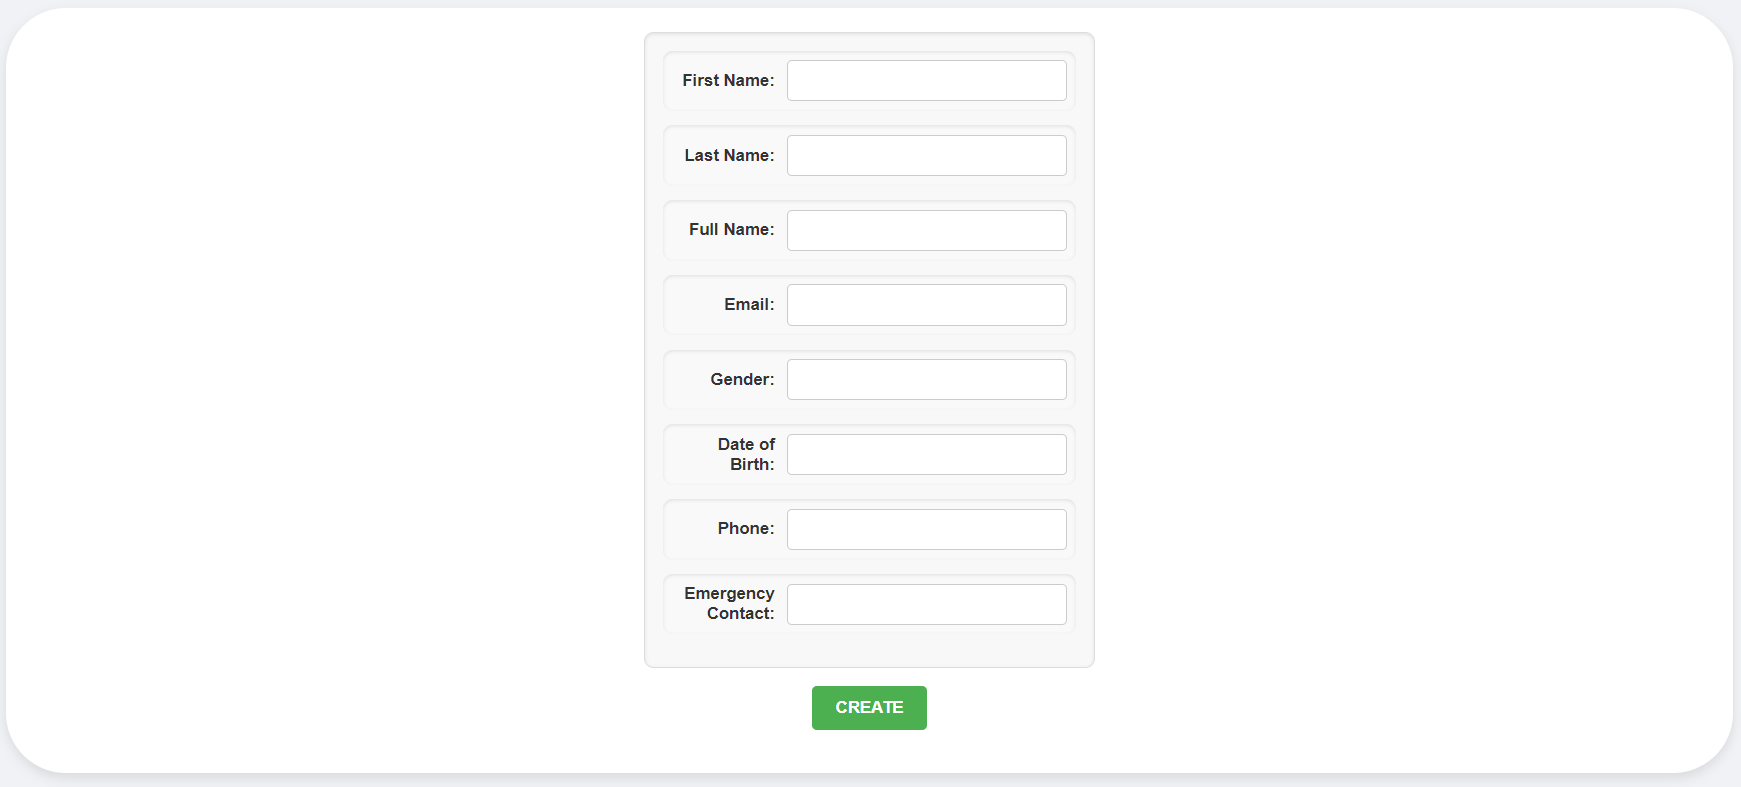 First Name:
Last Name:
Full Name:
Email:
Gender:
Date of
Birth:
Phone:
Emergency
Contact:
CREATE